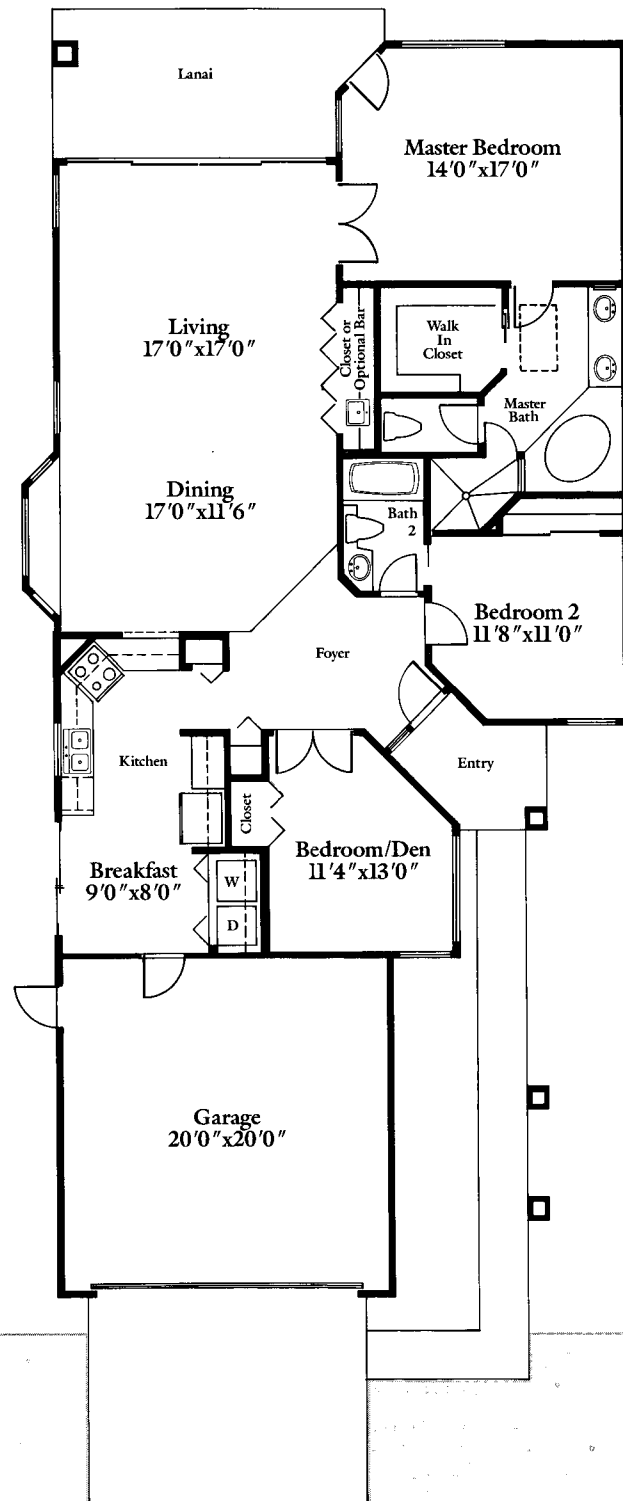 Lanai
Master Bedroom
14'0"x17'0"
Living
17'0"x17'0"
Closet or
Optional Bar
Walk
In
Closet
Master
Bath
Dining
17'0"x11'6"
Bath
2
Bedroom 2
11'8"x11'0"
Foyer
Kitchen
Entry
Closet
Bedroom/Den
11'4"x13'0"
Breakfast
9'0"x8'0"
W
D
Garage
20'0"x20'0"